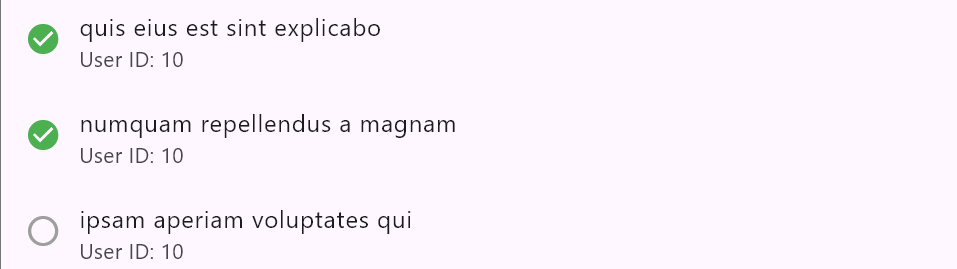 quis eius est sint explicabo
User ID: 10
numquam repellendus a magnam
User ID: 10
ipsam aperiam voluptates qui
User ID: 10